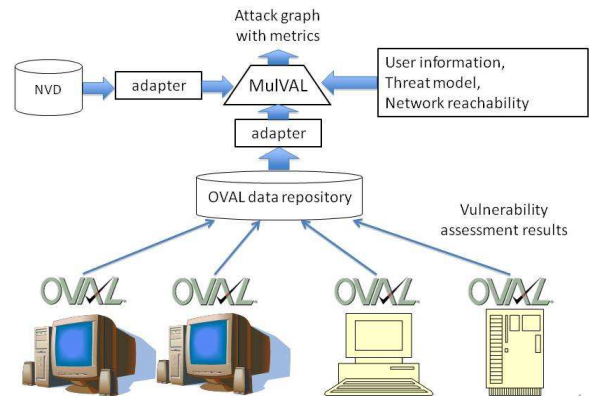 Attack graph
with metrics
NVD
adapter
MulVAL
User information,
Threat model,
Network reachability
adapter
OVAL data repository
Vulnerability
assessment results
OVAL
OVAL
OVAL
OVAL